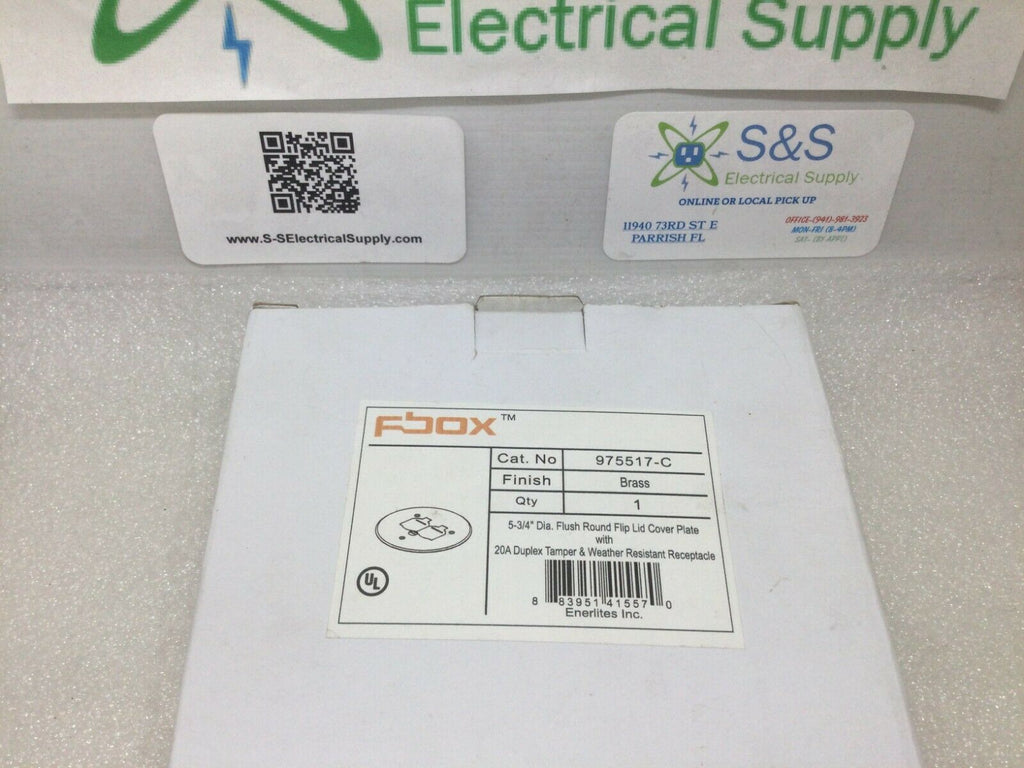 Electrical Supply
www.S-SElectricalSupply.com
S&S
Electrical Supply
ONLINE OR LOCAL PICK UP
11940 73RD ST E
PARRISH FL
OFFICE-(941)-981-3923
MON-FRI (8-4PM)
SAT- (BY APPT)
FBOX™
Cat. No 975517-C
Finish Brass
Qty 1
5-3/4" Dia. Flush Round Flip Lid Cover Plate
with
20A Duplex Tamper & Weather Resistant Receptacle
UL
8 83951 41557 0
Enerlites Inc.